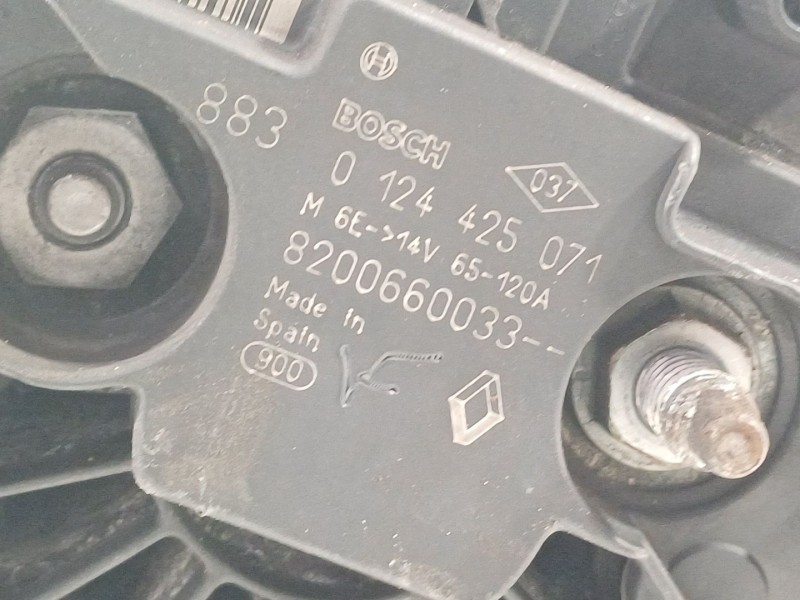 883
BOSCH
037
0 124 425 071
M 6E->14V 65-120A
8200660033--
Made in
Spain
900